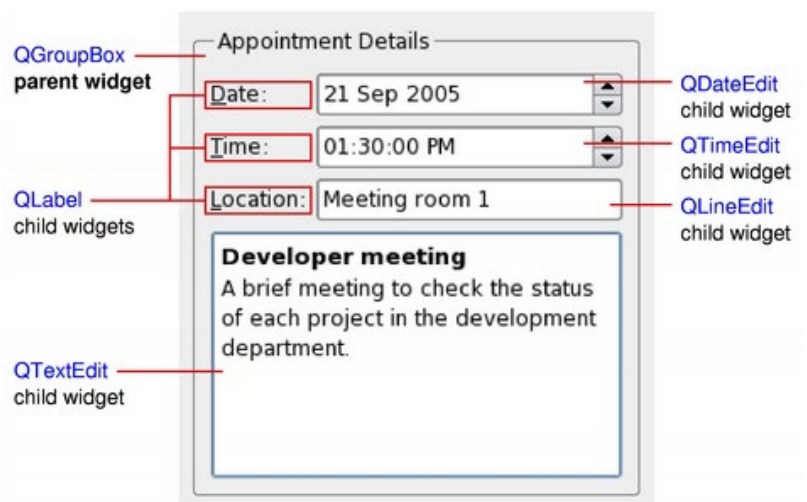 Appointment Details
QGroupBox
parent widget
Date:
21 Sep 2005
QDateEdit
child widget
Time:
01:30:00 PM
QTimeEdit
child widget
QLabel
child widgets
Location:
Meeting room 1
QLineEdit
child widget
Developer meeting
A brief meeting to check the status
of each project in the development
department.
QTextEdit
child widget